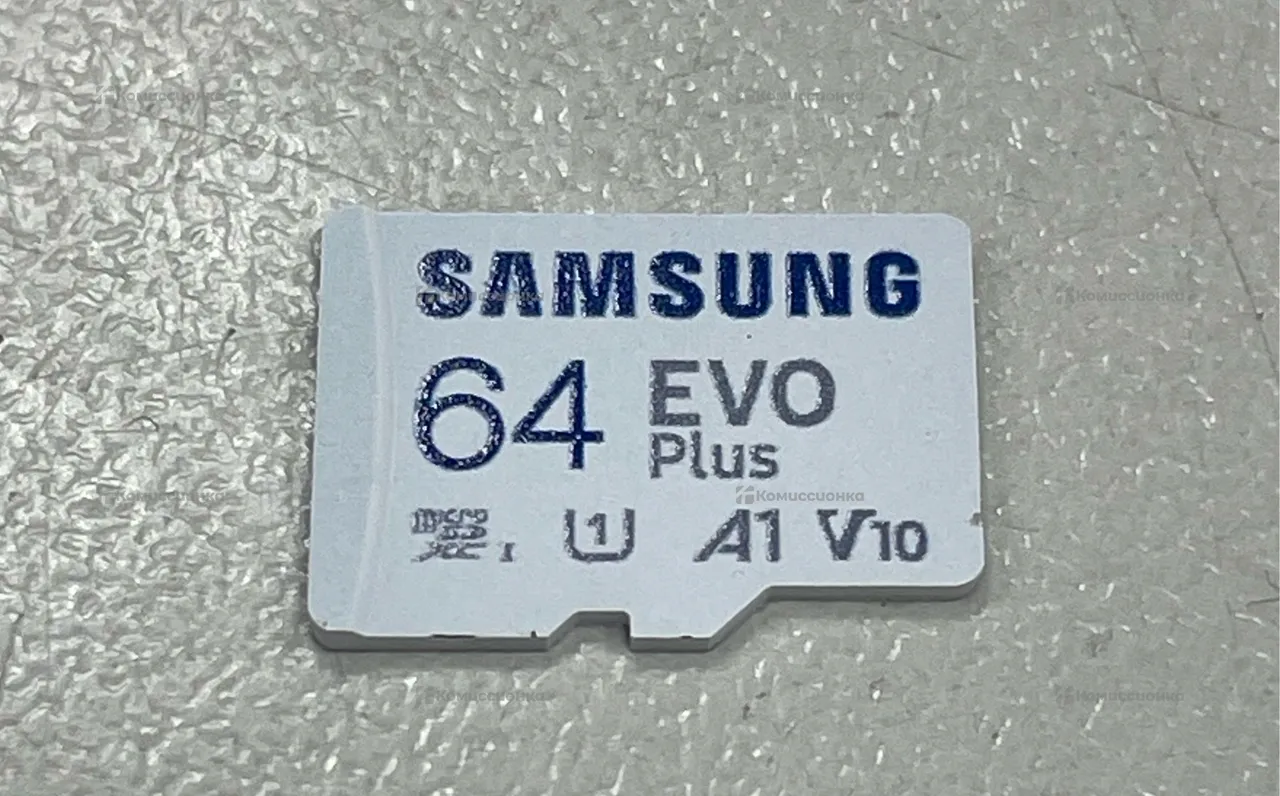 SAMSUNG
64 EVO
Plus
micro SD XC I U1 A1 V10
Комиссионка